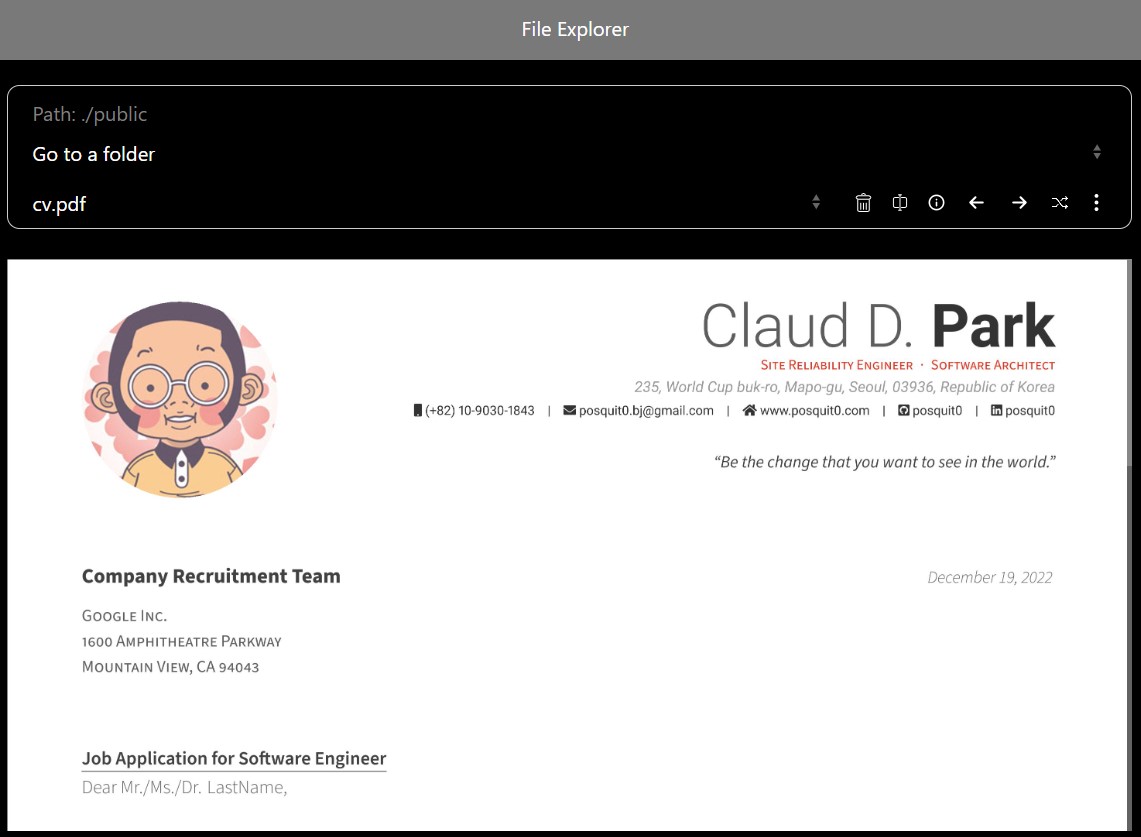 File Explorer
Path: ./public
Go to a folder
cv.pdf
Claud D. Park
Site Reliability Engineer · Software Architect
235, World Cup buk-ro, Mapo-gu, Seoul, 03936, Republic of Korea
(+82) 10-9030-1843 | posquit0.bj@gmail.com | www.posquit0.com | posquit0 | posquit0
“Be the change that you want to see in the world.”
Company Recruitment Team
December 19, 2022
Google Inc.
1600 Amphitheatre Parkway
Mountain View, CA 94043
Job Application for Software Engineer
Dear Mr./Ms./Dr. LastName,